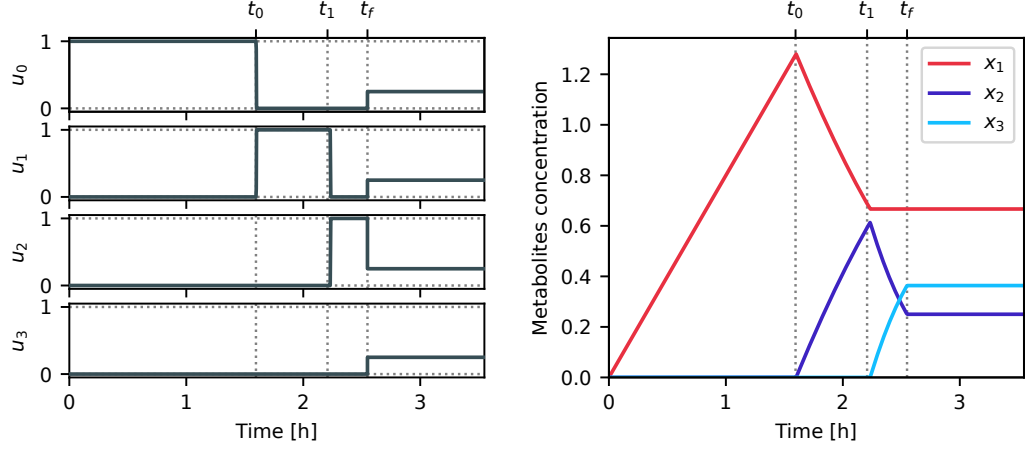 t0 t1 tf
u0
1
0
u1
1
0
u2
1
0
u3
1
0
0 1 2 3
Time [h]
t0 t1 tf
Metabolites concentration
1.2
1.0
0.8
0.6
0.4
0.2
0.0
x1
x2
x3
0 1 2 3
Time [h]